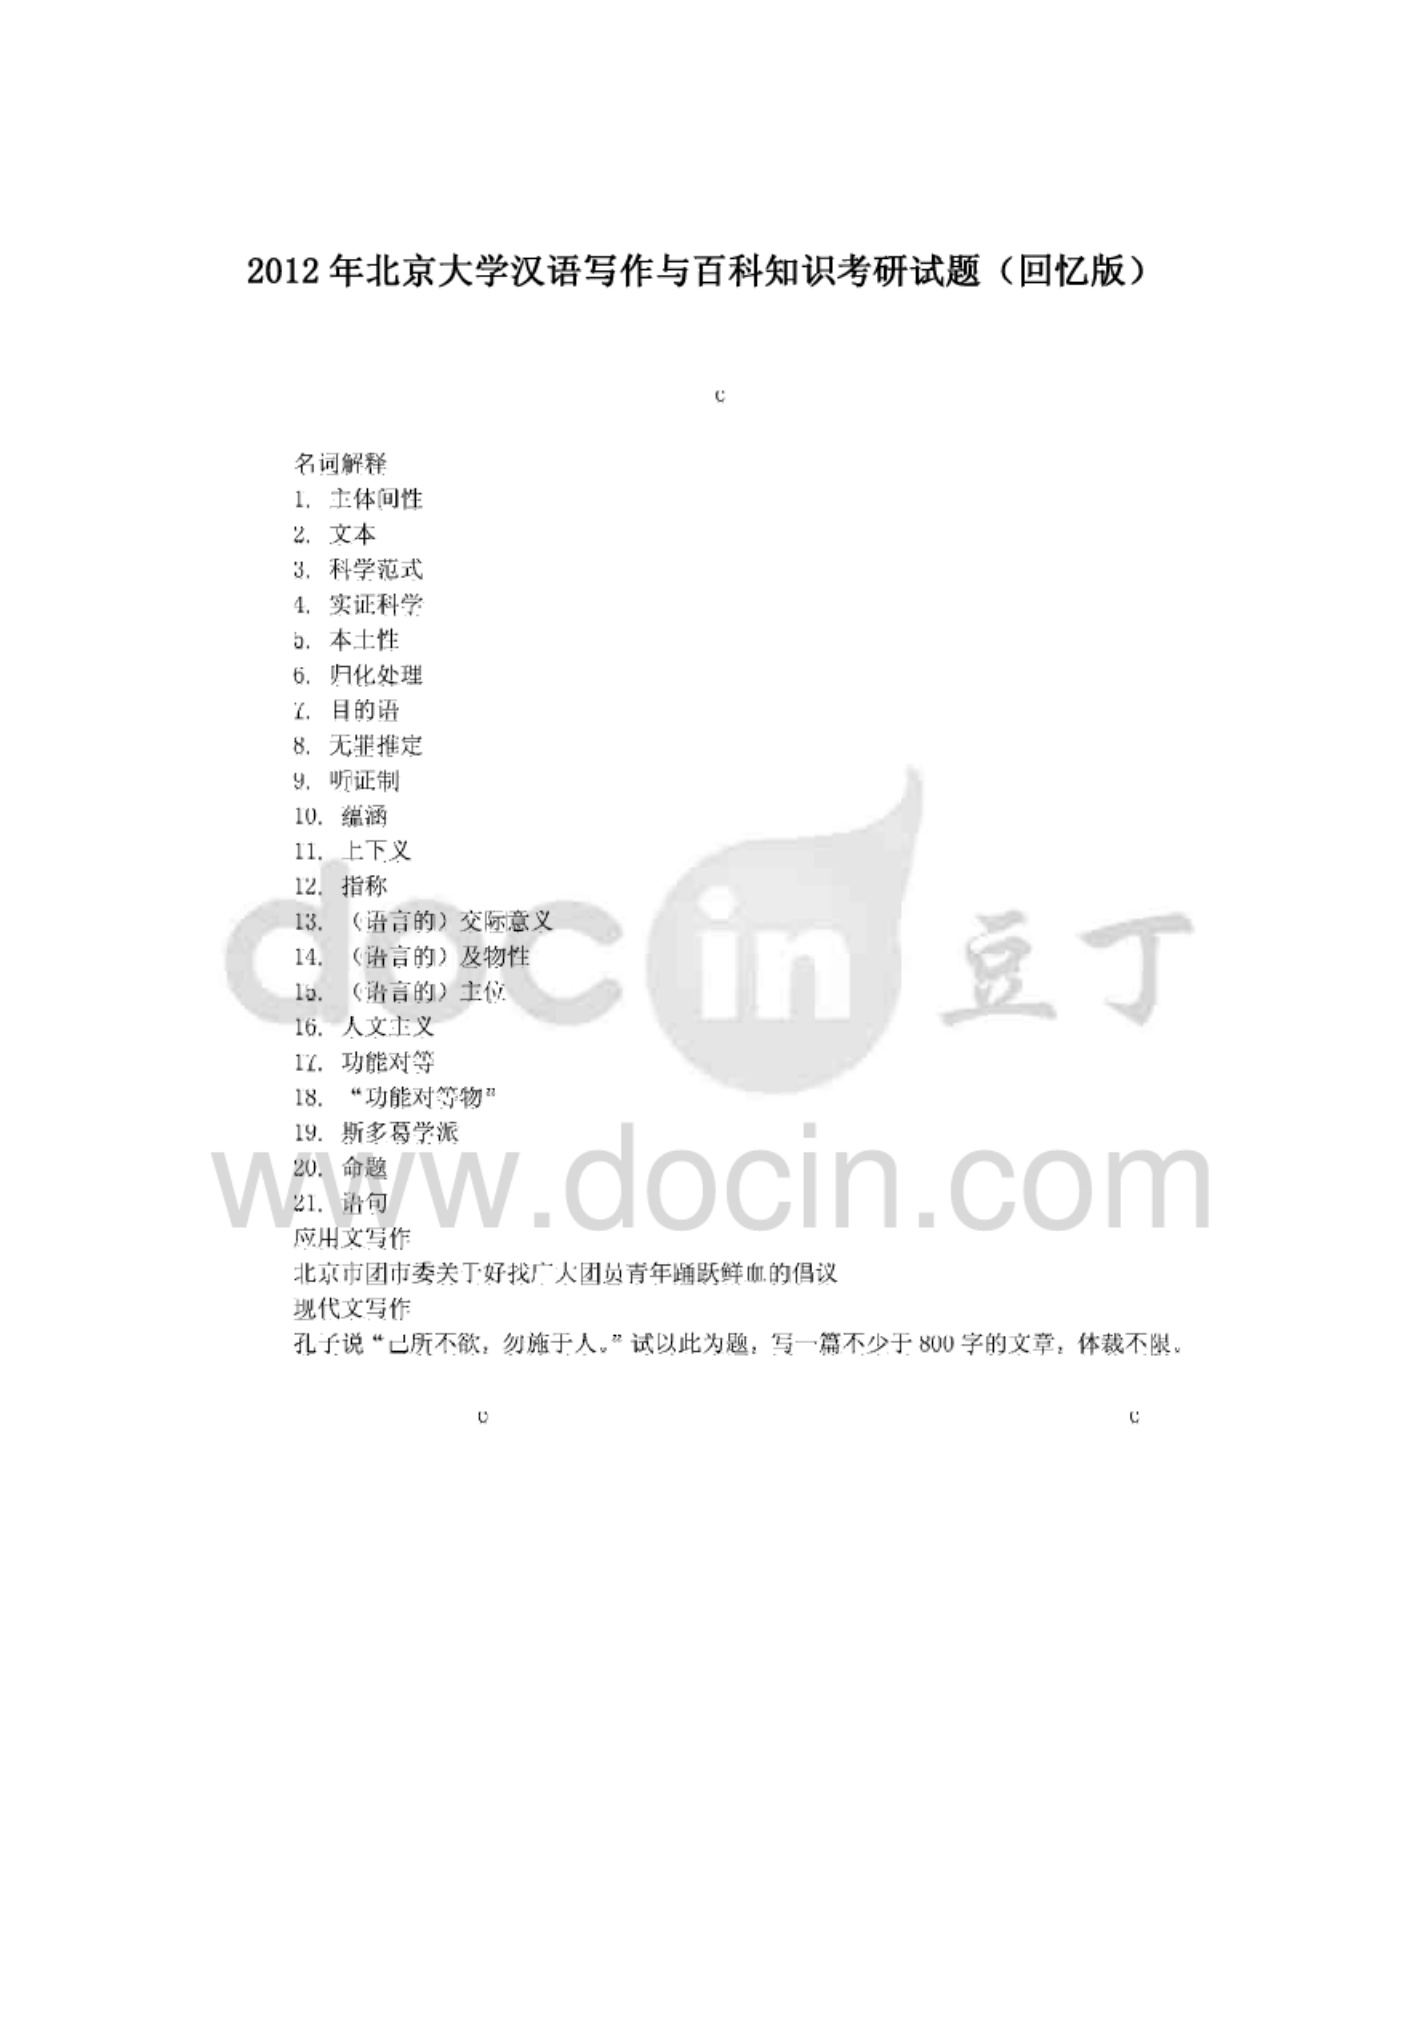 2012年北京大学汉语写作与百科知识考研试题（回忆版）
c
名词解释
1. 主体间性
2. 文本
3. 科学范式
4. 实证科学
5. 本土性
6. 归化处理
7. 目的语
8. 无罪推定
9. 听证制
10. 蕴涵
11. 上下义
12. 指称
13. （语言的）交际意义
14. （语言的）及物性
15. （语言的）主位
16. 人文主义
17. 功能对等
18. “功能对等物”
19. 斯多葛学派
20. 命题
21. 语句
应用文写作
北京市团市委关于好找广大团员青年踊跃鲜血的倡议
现代文写作
孔子说“己所不欲，勿施于人。”试以此为题，写一篇不少于800字的文章，体裁不限。
c
docin 豆丁
www.docin.com